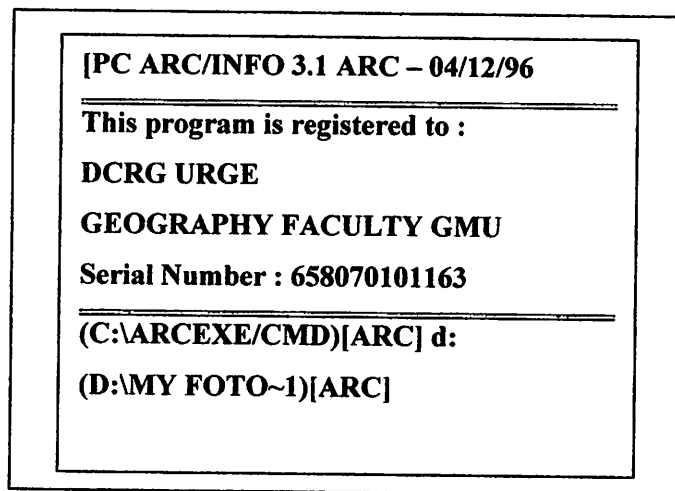 [PC ARC/INFO 3.1 ARC – 04/12/96
This program is registered to :
DCRG URGE
GEOGRAPHY FACULTY GMU
Serial Number : 658070101163
(C:\ARCEXE/CMD)[ARC] d:
(D:\MY FOTO~1)[ARC]